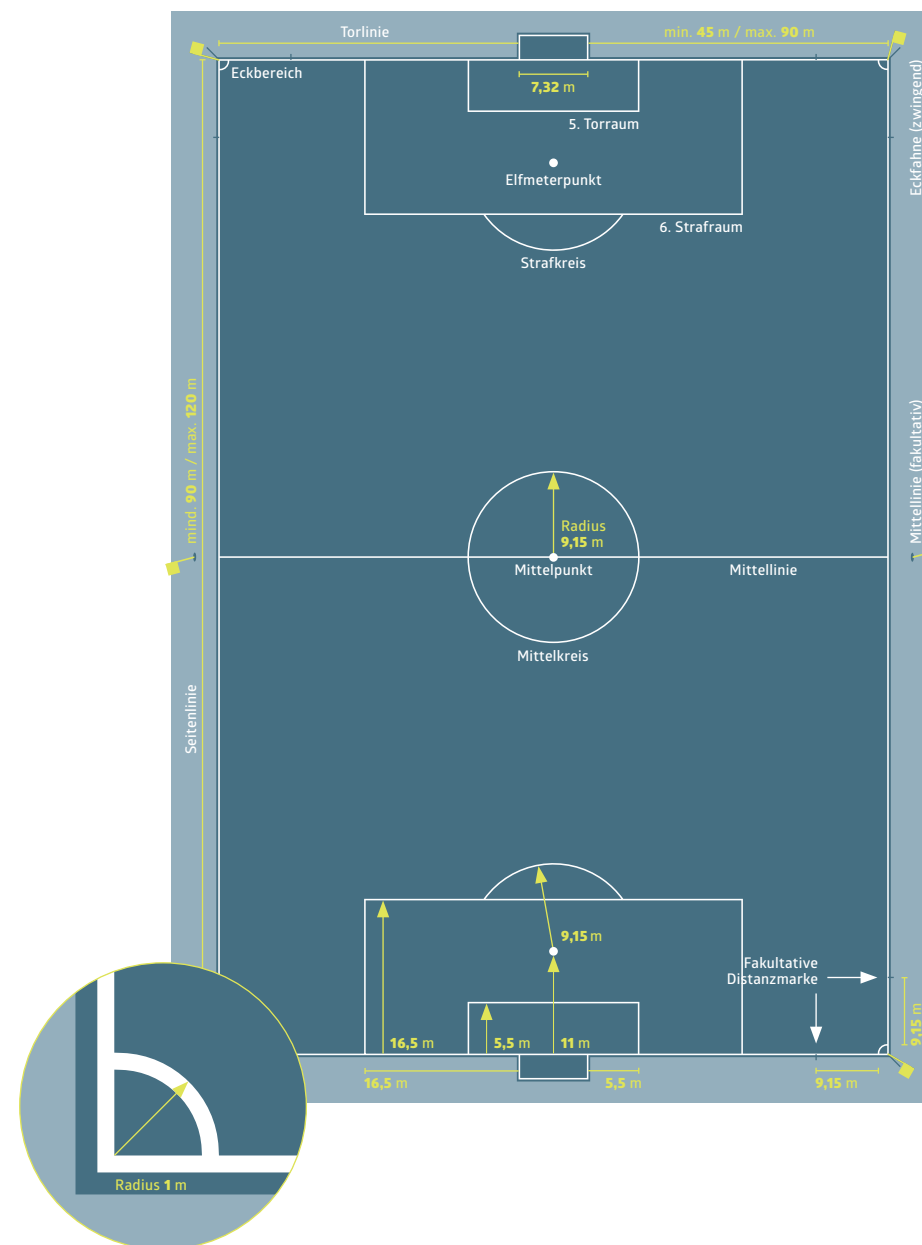 Torlinie
min. 45 m / max. 90 m
Eckbereich
7,32 m
5. Torraum
Elfmeterpunkt
6. Strafraum
Strafkreis
Eckfahne (zwingend)
mind. 90 m / max. 120 m
Mittellinie (fakultativ)
Radius
9,15 m
Mittelpunkt
Mittellinie
Mittelkreis
Seitenlinie
9,15 m
Fakultative
Distanzmarke
9,15 m
16,5 m
5,5 m
11 m
16,5 m
5,5 m
9,15 m
Radius 1 m